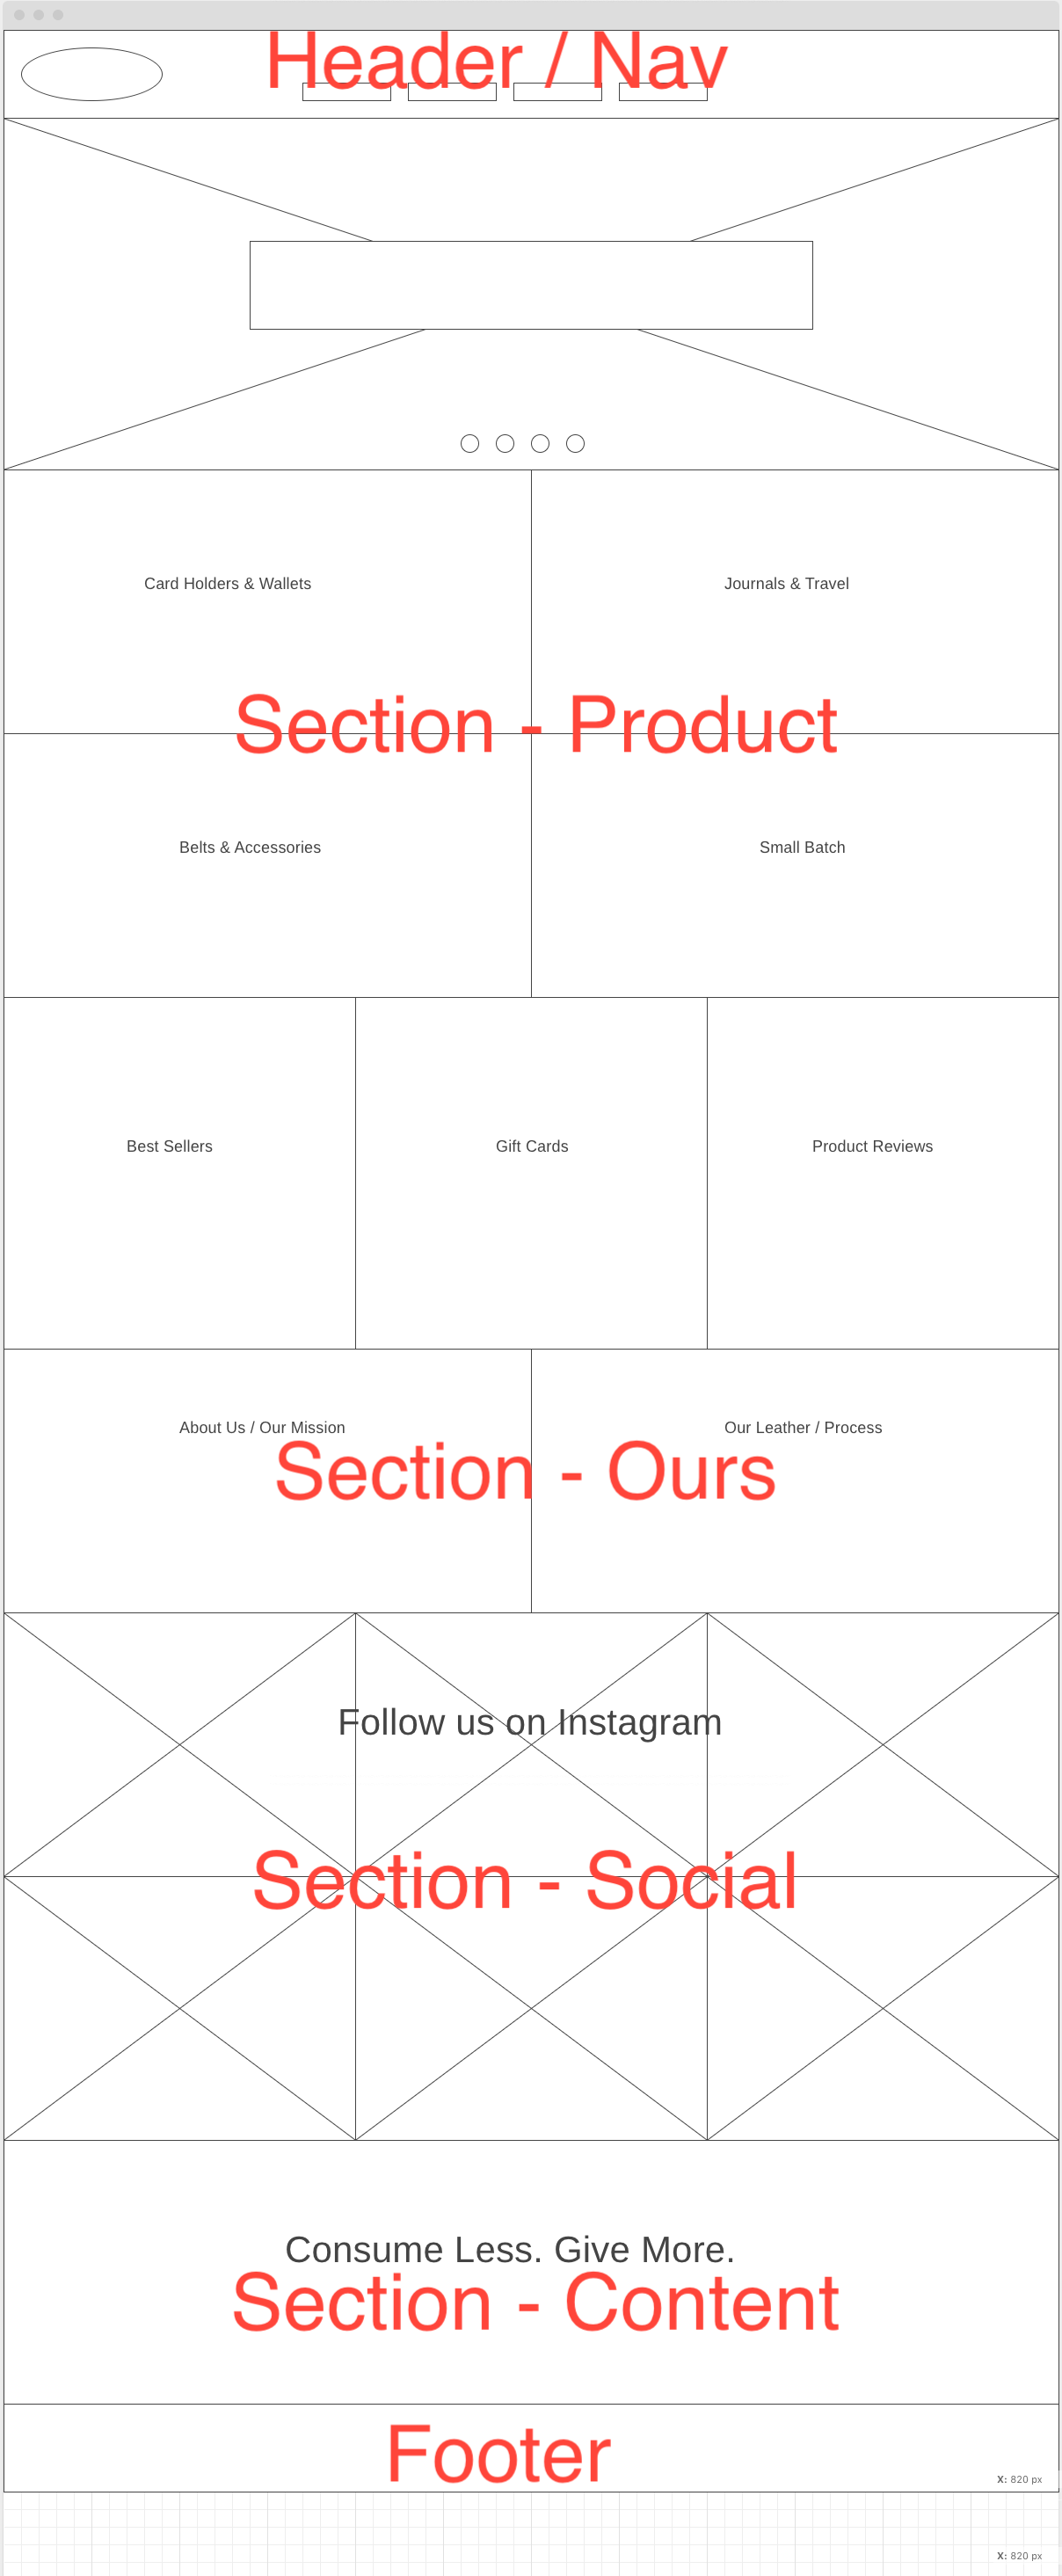 Header / Nav
Card Holders & Wallets
Journals & Travel
Section - Product
Belts & Accessories
Small Batch
Best Sellers
Gift Cards
Product Reviews
About Us / Our Mission
Our Leather / Process
Section - Ours
Follow us on Instagram
Section - Social
Consume Less. Give More.
Section - Content
Footer
X: 820 px
X: 820 px